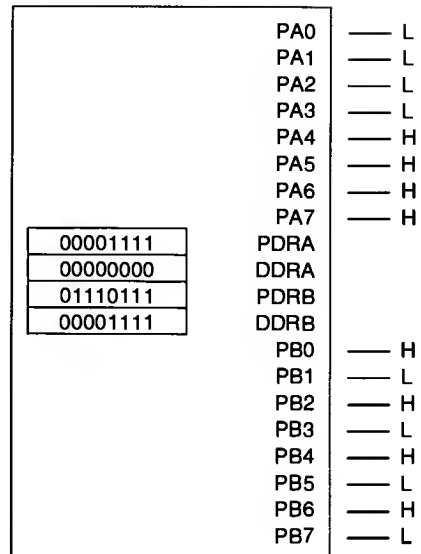 PA0 L
PA1 L
PA2 L
PA3 L
PA4 H
PA5 H
PA6 H
PA7 H
00001111 PDRA
00000000 DDRA
01110111 PDRB
00001111 DDRB
PB0 H
PB1 L
PB2 H
PB3 L
PB4 H
PB5 L
PB6 H
PB7 L